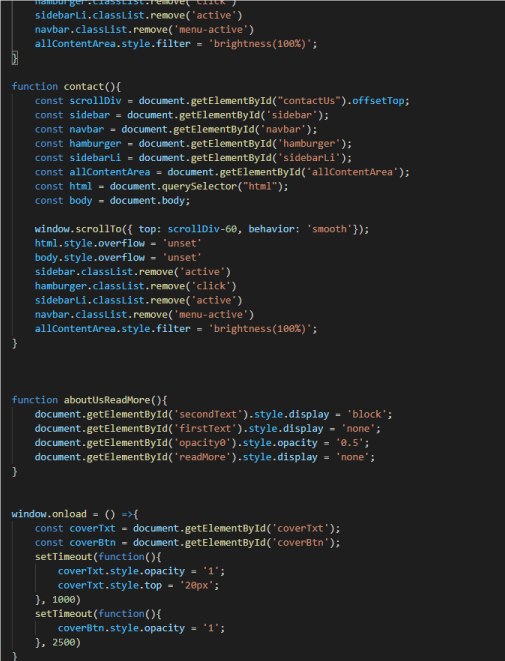 hamburger.classList.remove('click')
sidebarLi.classList.remove('active')
navbar.classList.remove('menu-active')
allContentArea.style.filter = 'brightness(100%)';
}
function contact(){
const scrollDiv = document.getElementById("contactUs").offsetTop;
const sidebar = document.getElementById('sidebar');
const navbar = document.getElementById('navbar');
const hamburger = document.getElementById('hamburger');
const sidebarLi = document.getElementById('sidebarLi');
const allContentArea = document.getElementById('allContentArea');
const html = document.querySelector("html");
const body = document.body;
window.scrollTo({ top: scrollDiv-60, behavior: 'smooth'});
html.style.overflow = 'unset'
body.style.overflow = 'unset'
sidebar.classList.remove('active')
hamburger.classList.remove('click')
sidebarLi.classList.remove('active')
navbar.classList.remove('menu-active')
allContentArea.style.filter = 'brightness(100%)';
}
function aboutUsReadMore(){
document.getElementById('secondText').style.display = 'block';
document.getElementById('firstText').style.display = 'none';
document.getElementById('opacity0').style.opacity = '0.5';
document.getElementById('readMore').style.display = 'none';
}
window.onload = () =>{
const coverTxt = document.getElementById('coverTxt');
const coverBtn = document.getElementById('coverBtn');
setTimeout(function(){
coverTxt.style.opacity = '1';
coverTxt.style.top = '20px';
}, 1000)
setTimeout(function(){
coverBtn.style.opacity = '1';
}, 2500)
}